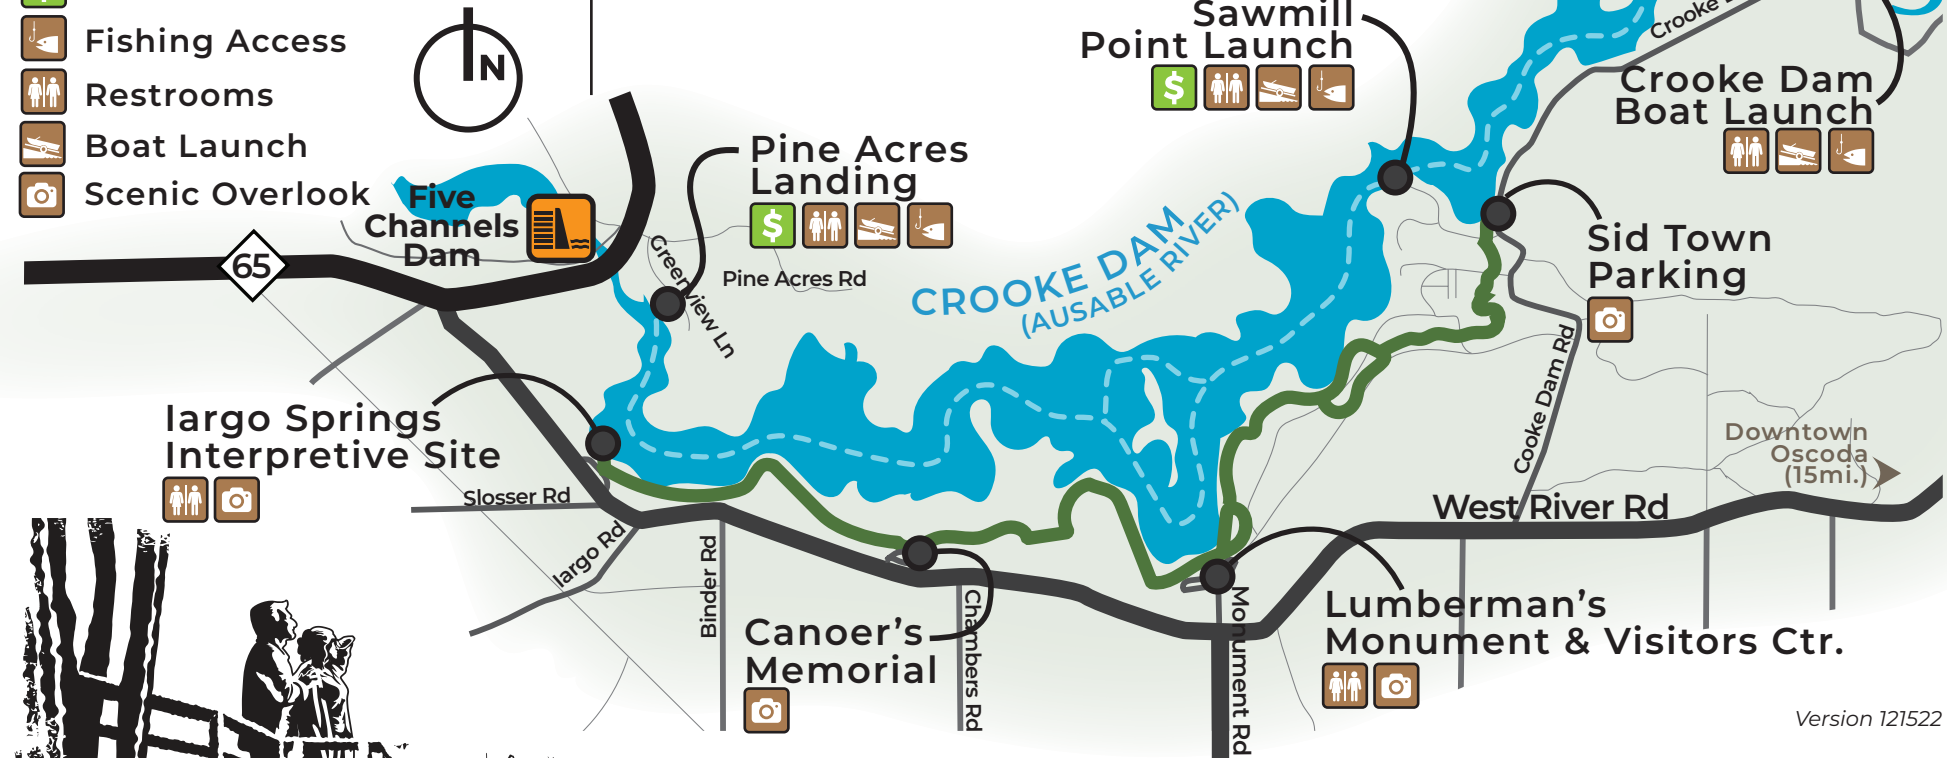 Fishing Access
Restrooms
Boat Launch
Scenic Overlook
N
65
Five
Channels
Dam
Pine Acres
Landing
$
Greenview Ln
Pine Acres Rd
CROOKE DAM
(AUSABLE RIVER)
Sawmill
Point Launch
$
Crooke
Crooke Dam
Boat Launch
Sid Town
Parking
Cooke Dam Rd
Downtown
Oscoda
(15mi.)
West River Rd
Iargo Springs
Interpretive Site
Slosser Rd
Iargo Rd
Binder Rd
Canoer's
Memorial
Chambers Rd
Monument Rd
Lumberman's
Monument & Visitors Ctr.
Version 121522